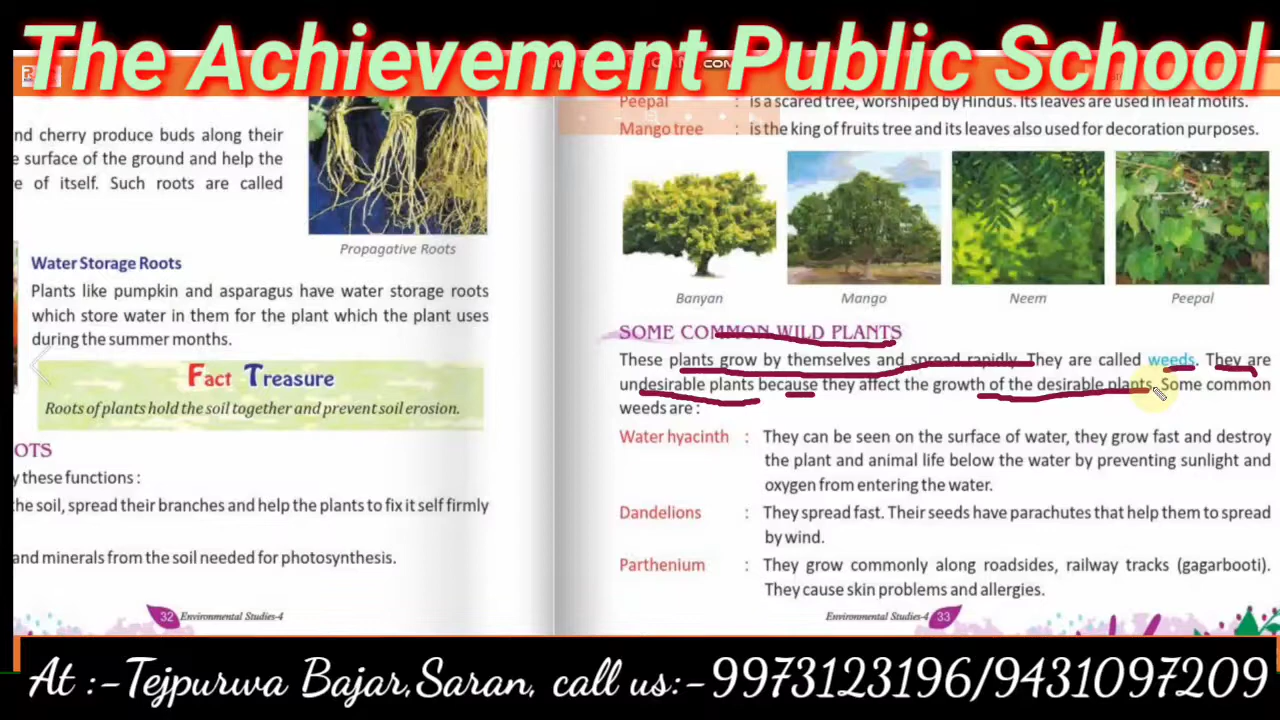 The Achievement Public School
nd cherry produce buds along their
e surface of the ground and help the
e of itself. Such roots are called
Propagative Roots
Water Storage Roots
Plants like pumpkin and asparagus have water storage roots
which store water in them for the plant which the plant uses
during the summer months.
Fact Treasure
Roots of plants hold the soil together and prevent soil erosion.
OTS
y these functions :
the soil, spread their branches and help the plants to fix it self firmly
and minerals from the soil needed for photosynthesis.
32 Environmental Studies-4
Peepal : is a scared tree, worshiped by Hindus. Its leaves are used in leaf motifs.
Mango tree : is the king of fruits tree and its leaves also used for decoration purposes.
Banyan Mango Neem Peepal
SOME COMMON WILD PLANTS
These plants grow by themselves and spread rapidly. They are called weeds. They are
undesirable plants because they affect the growth of the desirable plants. Some common
weeds are :
Water hyacinth : They can be seen on the surface of water, they grow fast and destroy
the plant and animal life below the water by preventing sunlight and
oxygen from entering the water.
Dandelions : They spread fast. Their seeds have parachutes that help them to spread
by wind.
Parthenium : They grow commonly along roadsides, railway tracks (gagarbooti).
They cause skin problems and allergies.
Environmental Studies-4 33
At :-Tejpurwa Bajar,Saran, call us:-9973123196/9431097209